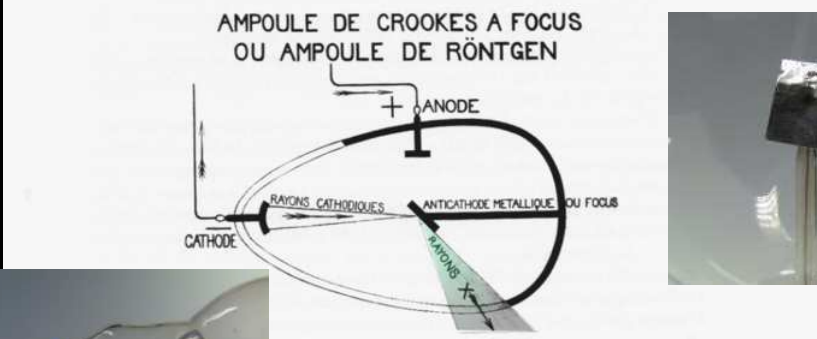 AMPOULE DE CROOKES A FOCUS
OU AMPOULE DE RÖNTGEN
+ ANODE
RAYONS CATHODIQUES
ANTICATHODE METALLIQUE OU FOCUS
–
CATHODE
RAYONS X